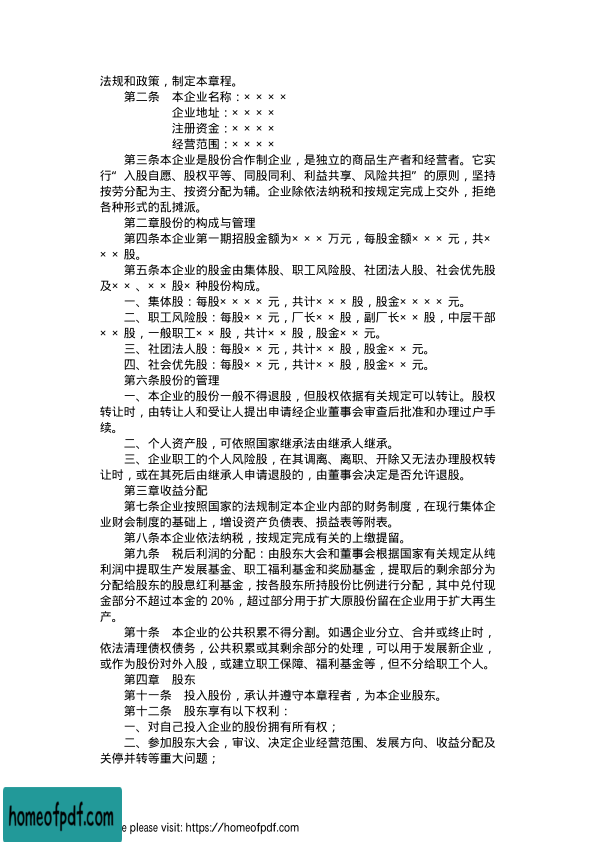 法规和政策，制定本章程。
第二条　本企业名称：××××
企业地址：××××
注册资金：××××
经营范围：××××
第三条本企业是股份合作制企业，是独立的商品生产者和经营者。它实
行“入股自愿、股权平等、同股同利、利益共享、风险共担”的原则，坚持
按劳分配为主、按资分配为辅。企业除依法纳税和按规定完成上交外，拒绝
各种形式的乱摊派。
第二章股份的构成与管理
第四条本企业第一期招股金额为×××万元，每股金额×××元，共×
××股。
第五条本企业的股金由集体股、职工风险股、社团法人股、社会优先股
及××、××股×种股份构成。
一、集体股：每股××××元，共计×××股，股金××××元。
二、职工风险股：每股××元，厂长××股，副厂长××股，中层干部
××股，一般职工××股，共计××股，股金××元。
三、社团法人股：每股××元，共计××股，股金××元。
四、社会优先股：每股××元，共计××股，股金××元。
第六条股份的管理
一、本企业的股份一般不得退股，但股权依据有关规定可以转让。股权
转让时，由转让人和受让人提出申请经企业董事会审查后批准和办理过户手
续。
二、个人资产股，可依照国家继承法由继承人继承。
三、企业职工的个人风险股，在其调离、离职、开除又无法办理股权转
让时，或在其死后由继承人申请退股的，由董事会决定是否允许退股。
第三章收益分配
第七条企业按照国家的法规制定本企业内部的财务制度，在现行集体企
业财会制度的基础上，增设资产负债表、损益表等附表。
第八条本企业依法纳税，按规定完成有关的上缴提留。
第九条　税后利润的分配：由股东大会和董事会根据国家有关规定从纯
利润中提取生产发展基金、职工福利基金和奖励基金，提取后的剩余部分为
分配给股东的股息红利基金，按各股东所持股份比例进行分配，其中兑付现
金部分不超过本金的 20%，超过部分用于扩大原股份留在企业用于扩大再生
产。
第十条　本企业的公共积累不得分割。如遇企业分立、合并或终止时，
依法清理债权债务，公共积累或其剩余部分的处理，可以用于发展新企业，
或作为股份对外入股，或建立职工保障、福利基金等，但不分给职工个人。
第四章　股东
第十一条　投入股份，承认并遵守本章程者，为本企业股东。
第十二条　股东享有以下权利：
一、对自己投入企业的股份拥有所有权；
二、参加股东大会，审议、决定企业经营范围、发展方向、收益分配及
关停并转等重大问题；
homeofpdf.com
please visit: https://homeofpdf.com